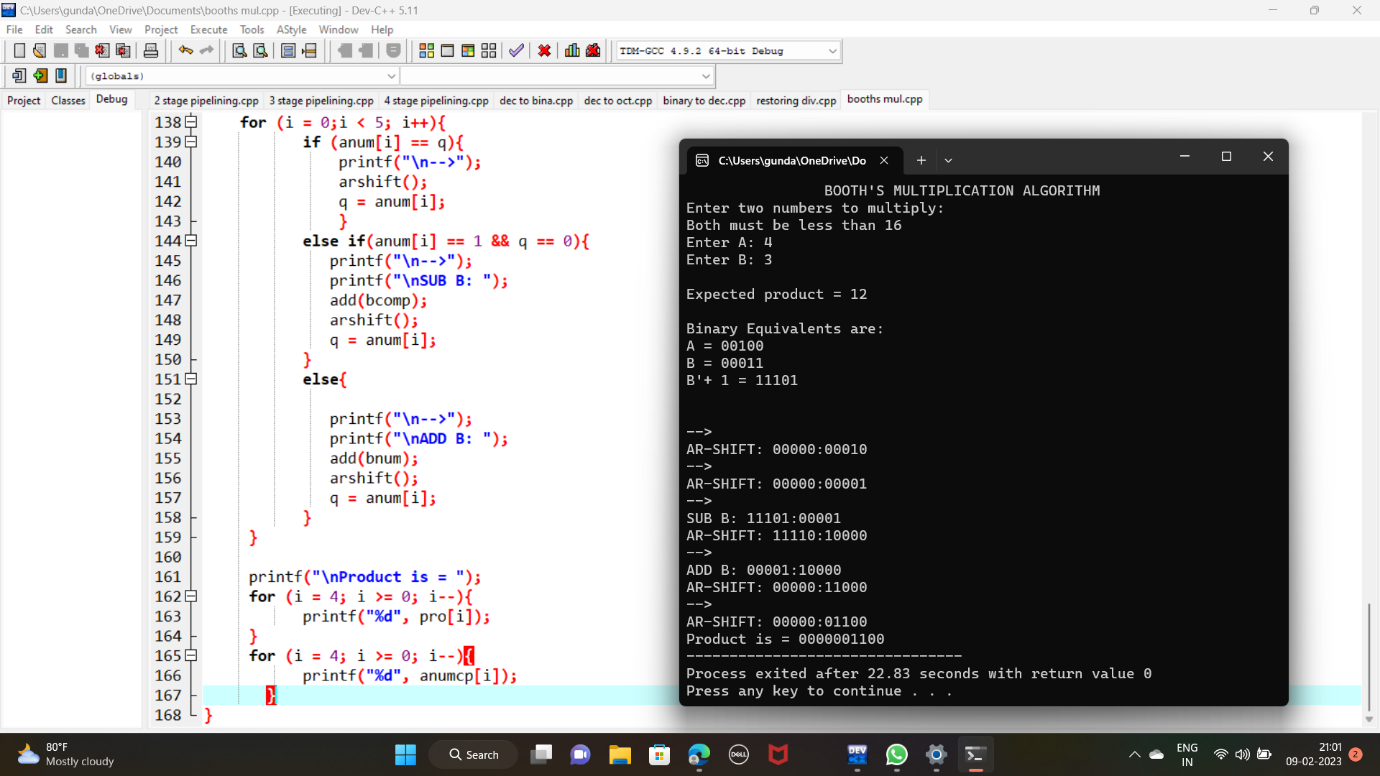 C:\Users\gunda\OneDrive\Documents\booths mul.cpp - [Executing] - Dev-C++ 5.11
File Edit Search View Project Execute Tools AStyle Window Help
TDM-GCC 4.9.2 64-bit Debug
(globals)
Project Classes Debug 2 stage pipelining.cpp 3 stage pipelining.cpp 4 stage pipelining.cpp dec to bina.cpp dec to oct.cpp binary to dec.cpp restoring div.cpp booths mul.cpp
138 for (i = 0;i < 5; i++){
139 if (anum[i] == q){
140 printf("\n-->");
141 arshift();
142 q = anum[i];
143 }
144 else if(anum[i] == 1 && q == 0){
145 printf("\n-->");
146 printf("\nSUB B: ");
147 add(bcomp);
148 arshift();
149 q = anum[i];
150 }
151 else{
152
153 printf("\n-->");
154 printf("\nADD B: ");
155 add(bnum);
156 arshift();
157 q = anum[i];
158 }
159 }
160
161 printf("\nProduct is = ");
162 for (i = 4; i >= 0; i--){
163 printf("%d", pro[i]);
164 }
165 for (i = 4; i >= 0; i--){
166 printf("%d", anumcp[i]);
167 }
168 }
C:\Users\gunda\OneDrive\Do
BOOTH'S MULTIPLICATION ALGORITHM
Enter two numbers to multiply:
Both must be less than 16
Enter A: 4
Enter B: 3
Expected product = 12
Binary Equivalents are:
A = 00100
B = 00011
B'+ 1 = 11101
-->
AR-SHIFT: 00000:00010
-->
AR-SHIFT: 00000:00001
-->
SUB B: 11101:00001
AR-SHIFT: 11110:10000
-->
ADD B: 00001:10000
AR-SHIFT: 00000:11000
-->
AR-SHIFT: 00000:01100
Product is = 0000001100
--------------------------------
Process exited after 22.83 seconds with return value 0
Press any key to continue . . .
80°F
Mostly cloudy
Search
DELL
DEV
ENG
IN
21:01
09-02-2023
2